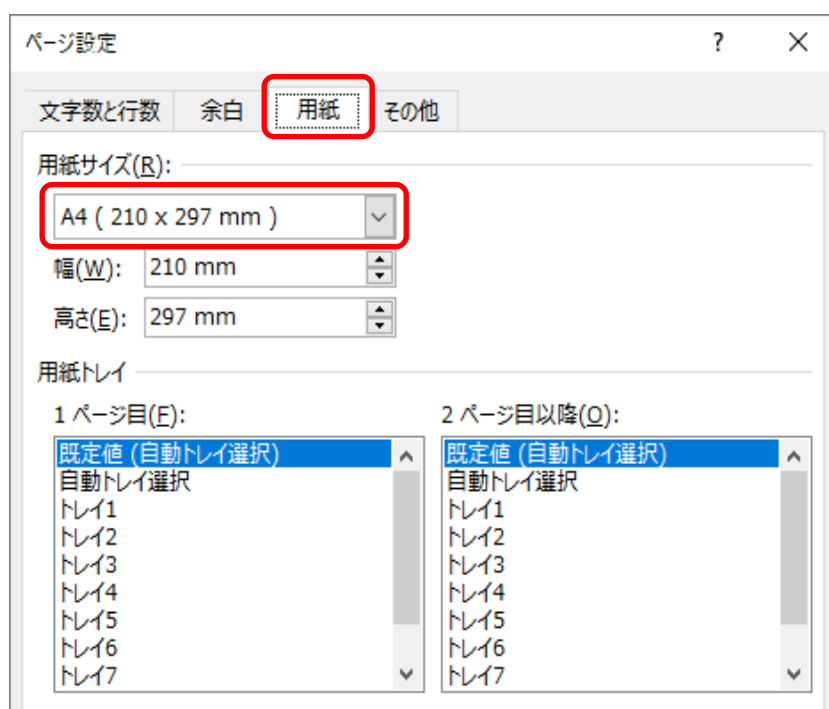 ページ設定 ? ×
文字数と行数 余白 用紙 その他
用紙サイズ(R):
A4 ( 210 x 297 mm )
幅(W): 210 mm
高さ(E): 297 mm
用紙トレイ
1 ページ目(F):
既定値 (自動トレイ選択)
自動トレイ選択
トレイ1
トレイ2
トレイ3
トレイ4
トレイ5
トレイ6
トレイ7
2 ページ目以降(O):
既定値 (自動トレイ選択)
自動トレイ選択
トレイ1
トレイ2
トレイ3
トレイ4
トレイ5
トレイ6
トレイ7